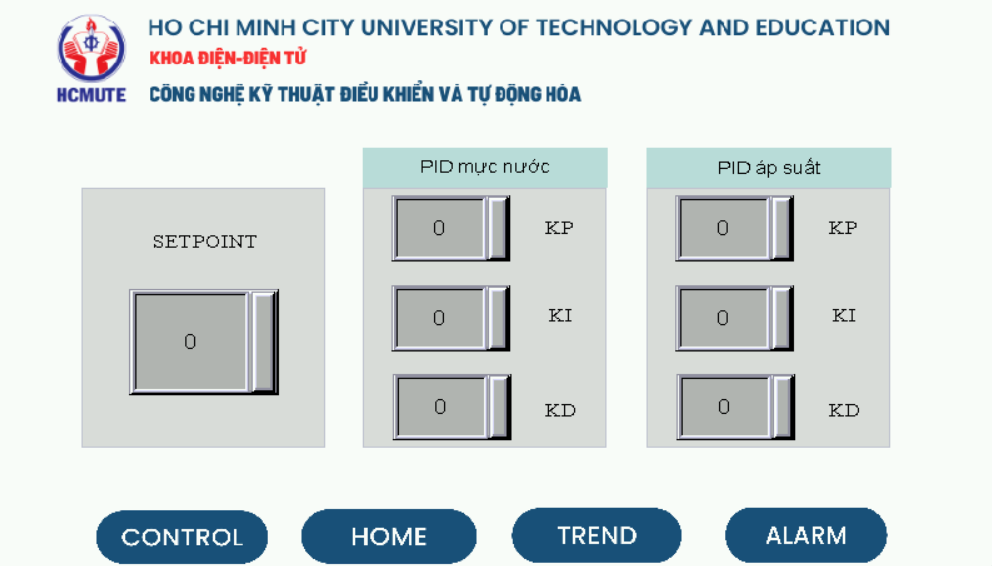 HO CHI MINH CITY UNIVERSITY OF TECHNOLOGY AND EDUCATION
KHOA ĐIỆN-ĐIỆN TỬ
HCMUTE
CÔNG NGHỆ KỸ THUẬT ĐIỀU KHIỂN VÀ TỰ ĐỘNG HÓA
SETPOINT
0
PID mực nước
0 KP
0 KI
0 KD
PID áp suất
0 KP
0 KI
0 KD
CONTROL HOME TREND ALARM